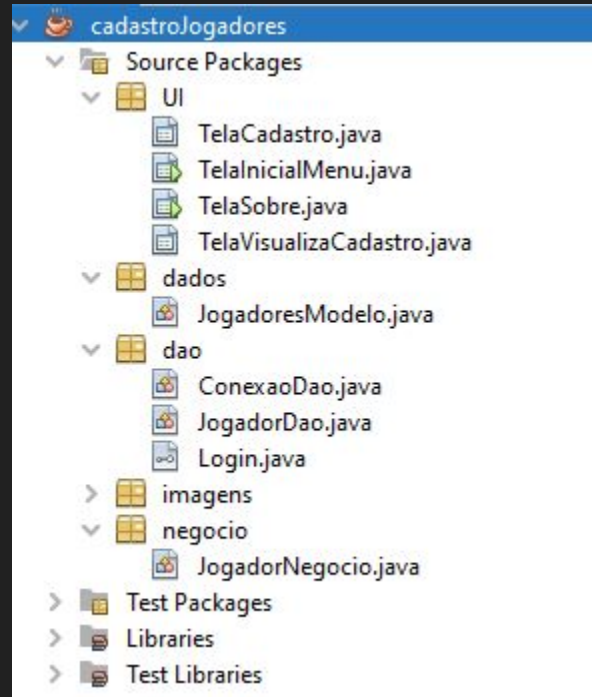 cadastroJogadores
Source Packages
UI
TelaCadastro.java
TelaInicialMenu.java
TelaSobre.java
TelaVisualizaCadastro.java
dados
JogadoresModelo.java
dao
ConexaoDao.java
JogadorDao.java
Login.java
imagens
negocio
JogadorNegocio.java
Test Packages
Libraries
Test Libraries